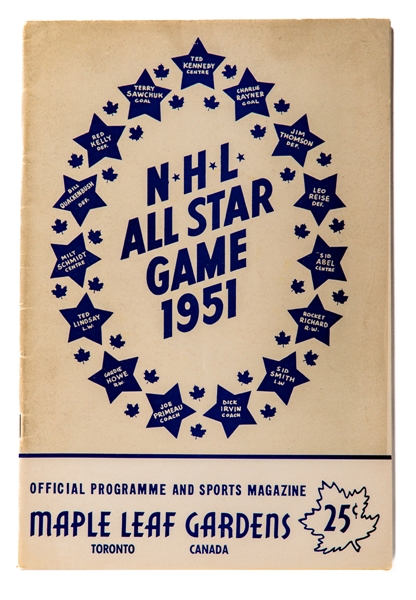 TED
KENNEDY
CENTRE
CHARLIE
RAYNER
GOAL
JIM
THOMSON
DEF.
LEO
REISE
DEF.
SID
ABEL
CENTRE
ROCKET
RICHARD
R.W.
SID
SMITH
L.W.
DICK
IRVIN
COACH
JOE
PRIMEAU
COACH
GORDIE
HOWE
R.W.
TED
LINDSAY
L.W.
MILT
SCHMIDT
CENTRE
BILL
QUACKENBUSH
DEF.
RED
KELLY
DEF.
TERRY
SAWCHUK
GOAL
N★H★L★
ALL STAR
GAME
1951
OFFICIAL PROGRAMME AND SPORTS MAGAZINE
MAPLE LEAF GARDENS
TORONTO CANADA
25¢